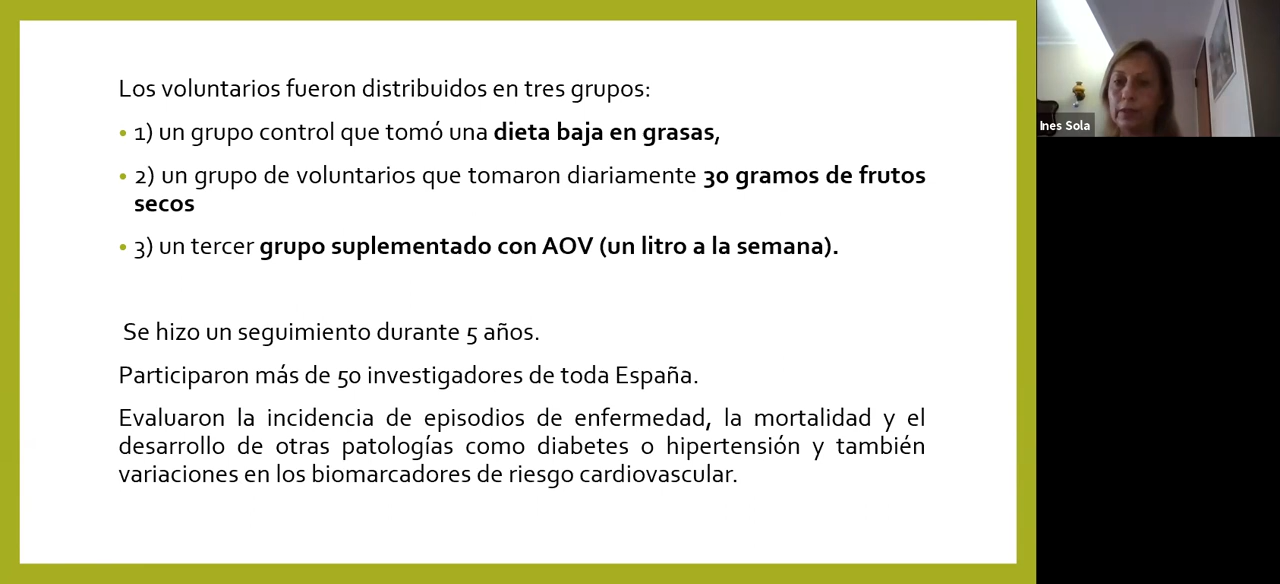 Los voluntarios fueron distribuidos en tres grupos:
• 1) un grupo control que tomó una dieta baja en grasas,
• 2) un grupo de voluntarios que tomaron diariamente 30 gramos de frutos
secos
• 3) un tercer grupo suplementado con AOV (un litro a la semana).
Se hizo un seguimiento durante 5 años.
Participaron más de 50 investigadores de toda España.
Evaluaron la incidencia de episodios de enfermedad, la mortalidad y el
desarrollo de otras patologías como diabetes o hipertensión y también
variaciones en los biomarcadores de riesgo cardiovascular.
Ines Sola